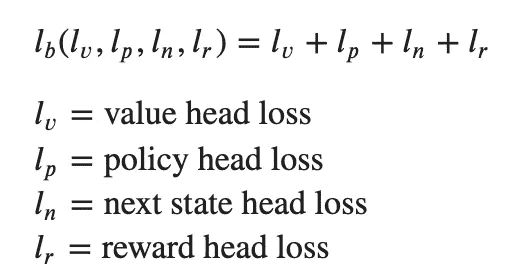 l_b(l_v, l_p, l_n, l_r) = l_v + l_p + l_n + l_r
l_v = value head loss
l_p = policy head loss
l_n = next state head loss
l_r = reward head loss